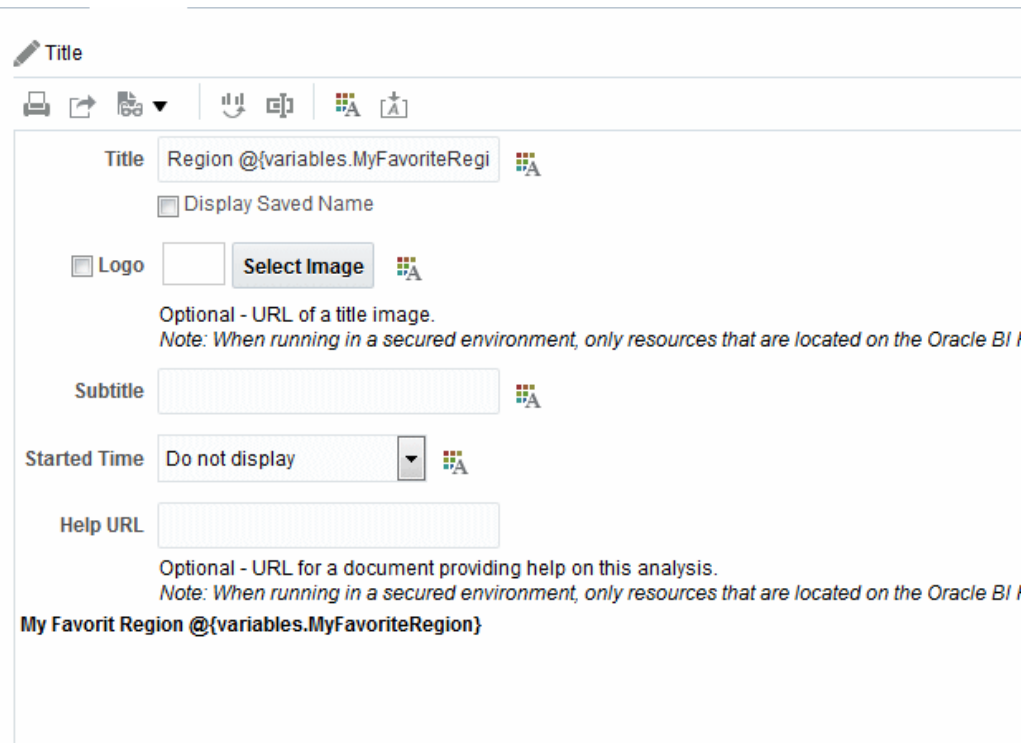 Title
Title Region @{variables.MyFavoriteRegi
Display Saved Name
Logo Select Image
Optional - URL of a title image.
Note: When running in a secured environment, only resources that are located on the Oracle BI
Subtitle
Started Time Do not display
Help URL
Optional - URL for a document providing help on this analysis.
Note: When running in a secured environment, only resources that are located on the Oracle BI
My Favorit Region @{variables.MyFavoriteRegion}